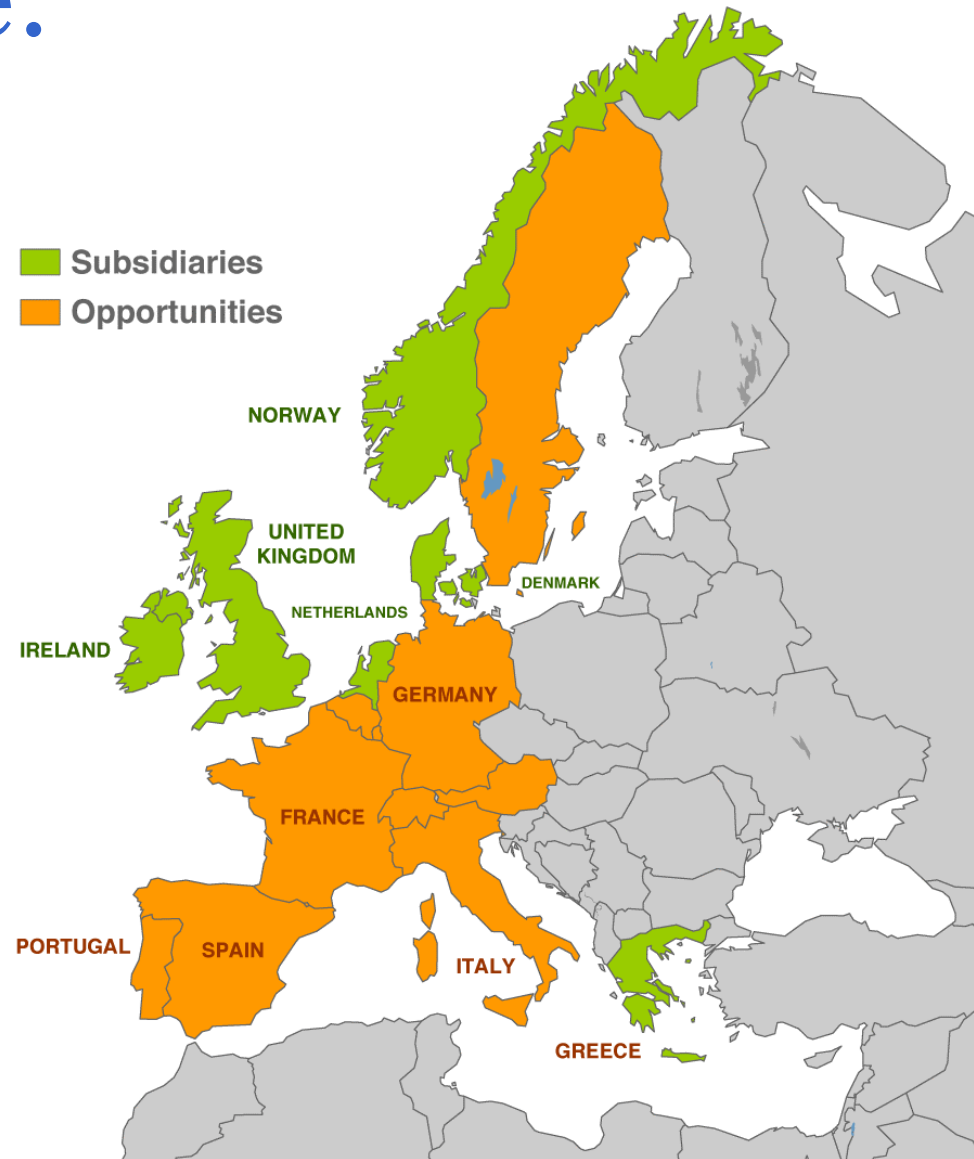 Subsidiaries
Opportunities
NORWAY
UNITED
KINGDOM
DENMARK
NETHERLANDS
IRELAND
GERMANY
FRANCE
PORTUGAL
SPAIN
ITALY
GREECE